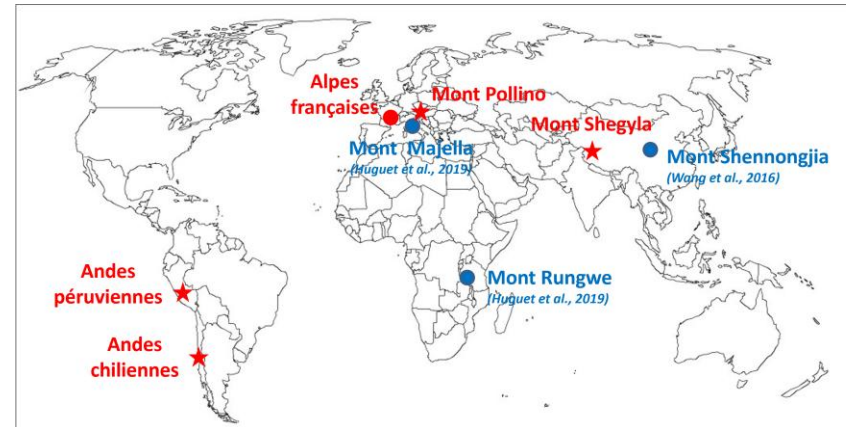 Alpes
françaises
Mont Pollino
Mont Shegyla
Mont Majella
(Huguet et al., 2019)
Mont Shennongjia
(Wang et al., 2016)
Andes
péruviennes
Mont Rungwe
(Huguet et al., 2019)
Andes
chiliennes